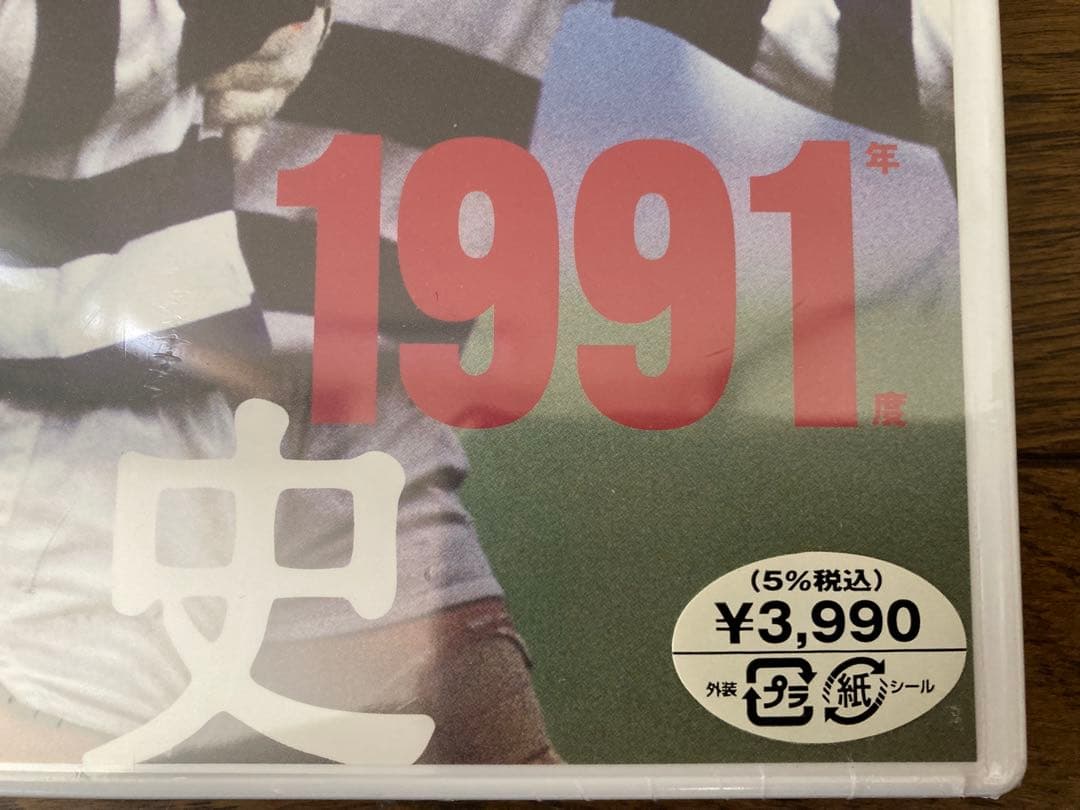 1991年度
史
(5%税込)
¥3,990
外装 プラ 紙 シール